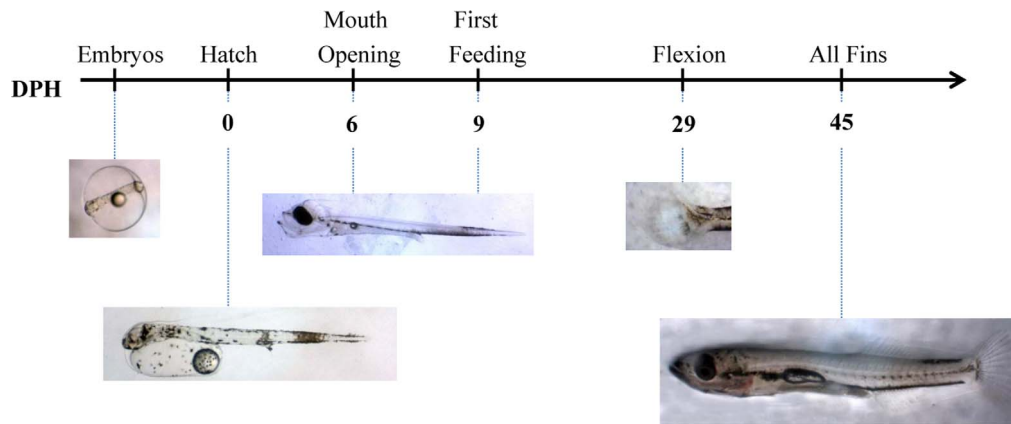 Mouth First
Embryos Hatch Opening Feeding Flexion All Fins
DPH
0 6 9 29 45